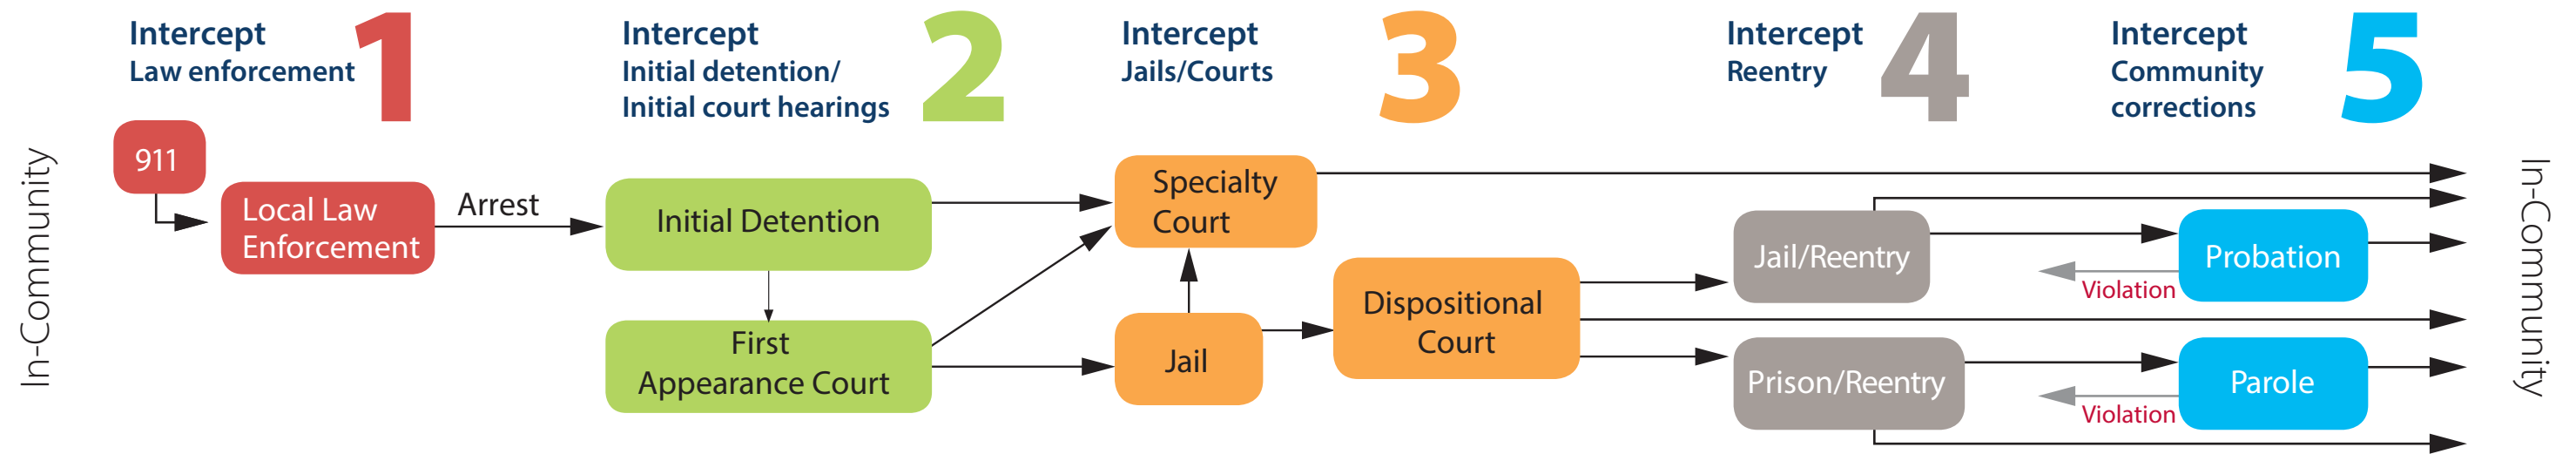 Intercept
Law enforcement
1
Intercept
Initial detention/
Initial court hearings
2
Intercept
Jails/Courts
3
Intercept
Reentry
4
Intercept
Community
corrections
5
In-Community
911
Local Law
Enforcement
Arrest
Initial Detention
First
Appearance Court
Specialty
Court
Jail
Dispositional
Court
Jail/Reentry
Prison/Reentry
Probation
Violation
Parole
Violation
In-Community